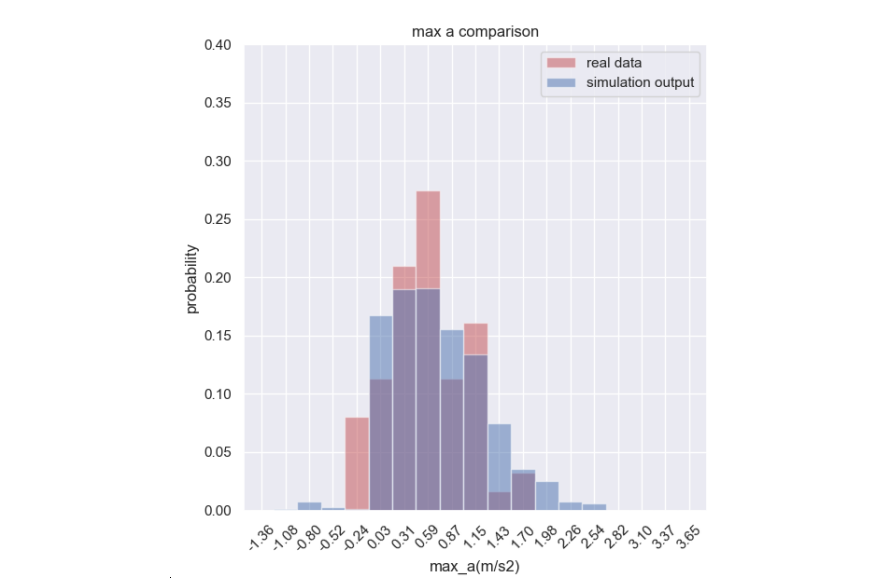 max a comparison
real data
simulation output
0.40
0.35
0.30
0.25
0.20
0.15
0.10
0.05
0.00
probability
-1.36 -1.08 -0.80 -0.52 -0.24 0.03 0.31 0.59 0.87 1.15 1.43 1.70 1.98 2.26 2.54 2.82 3.10 3.37 3.65
max_a(m/s2)